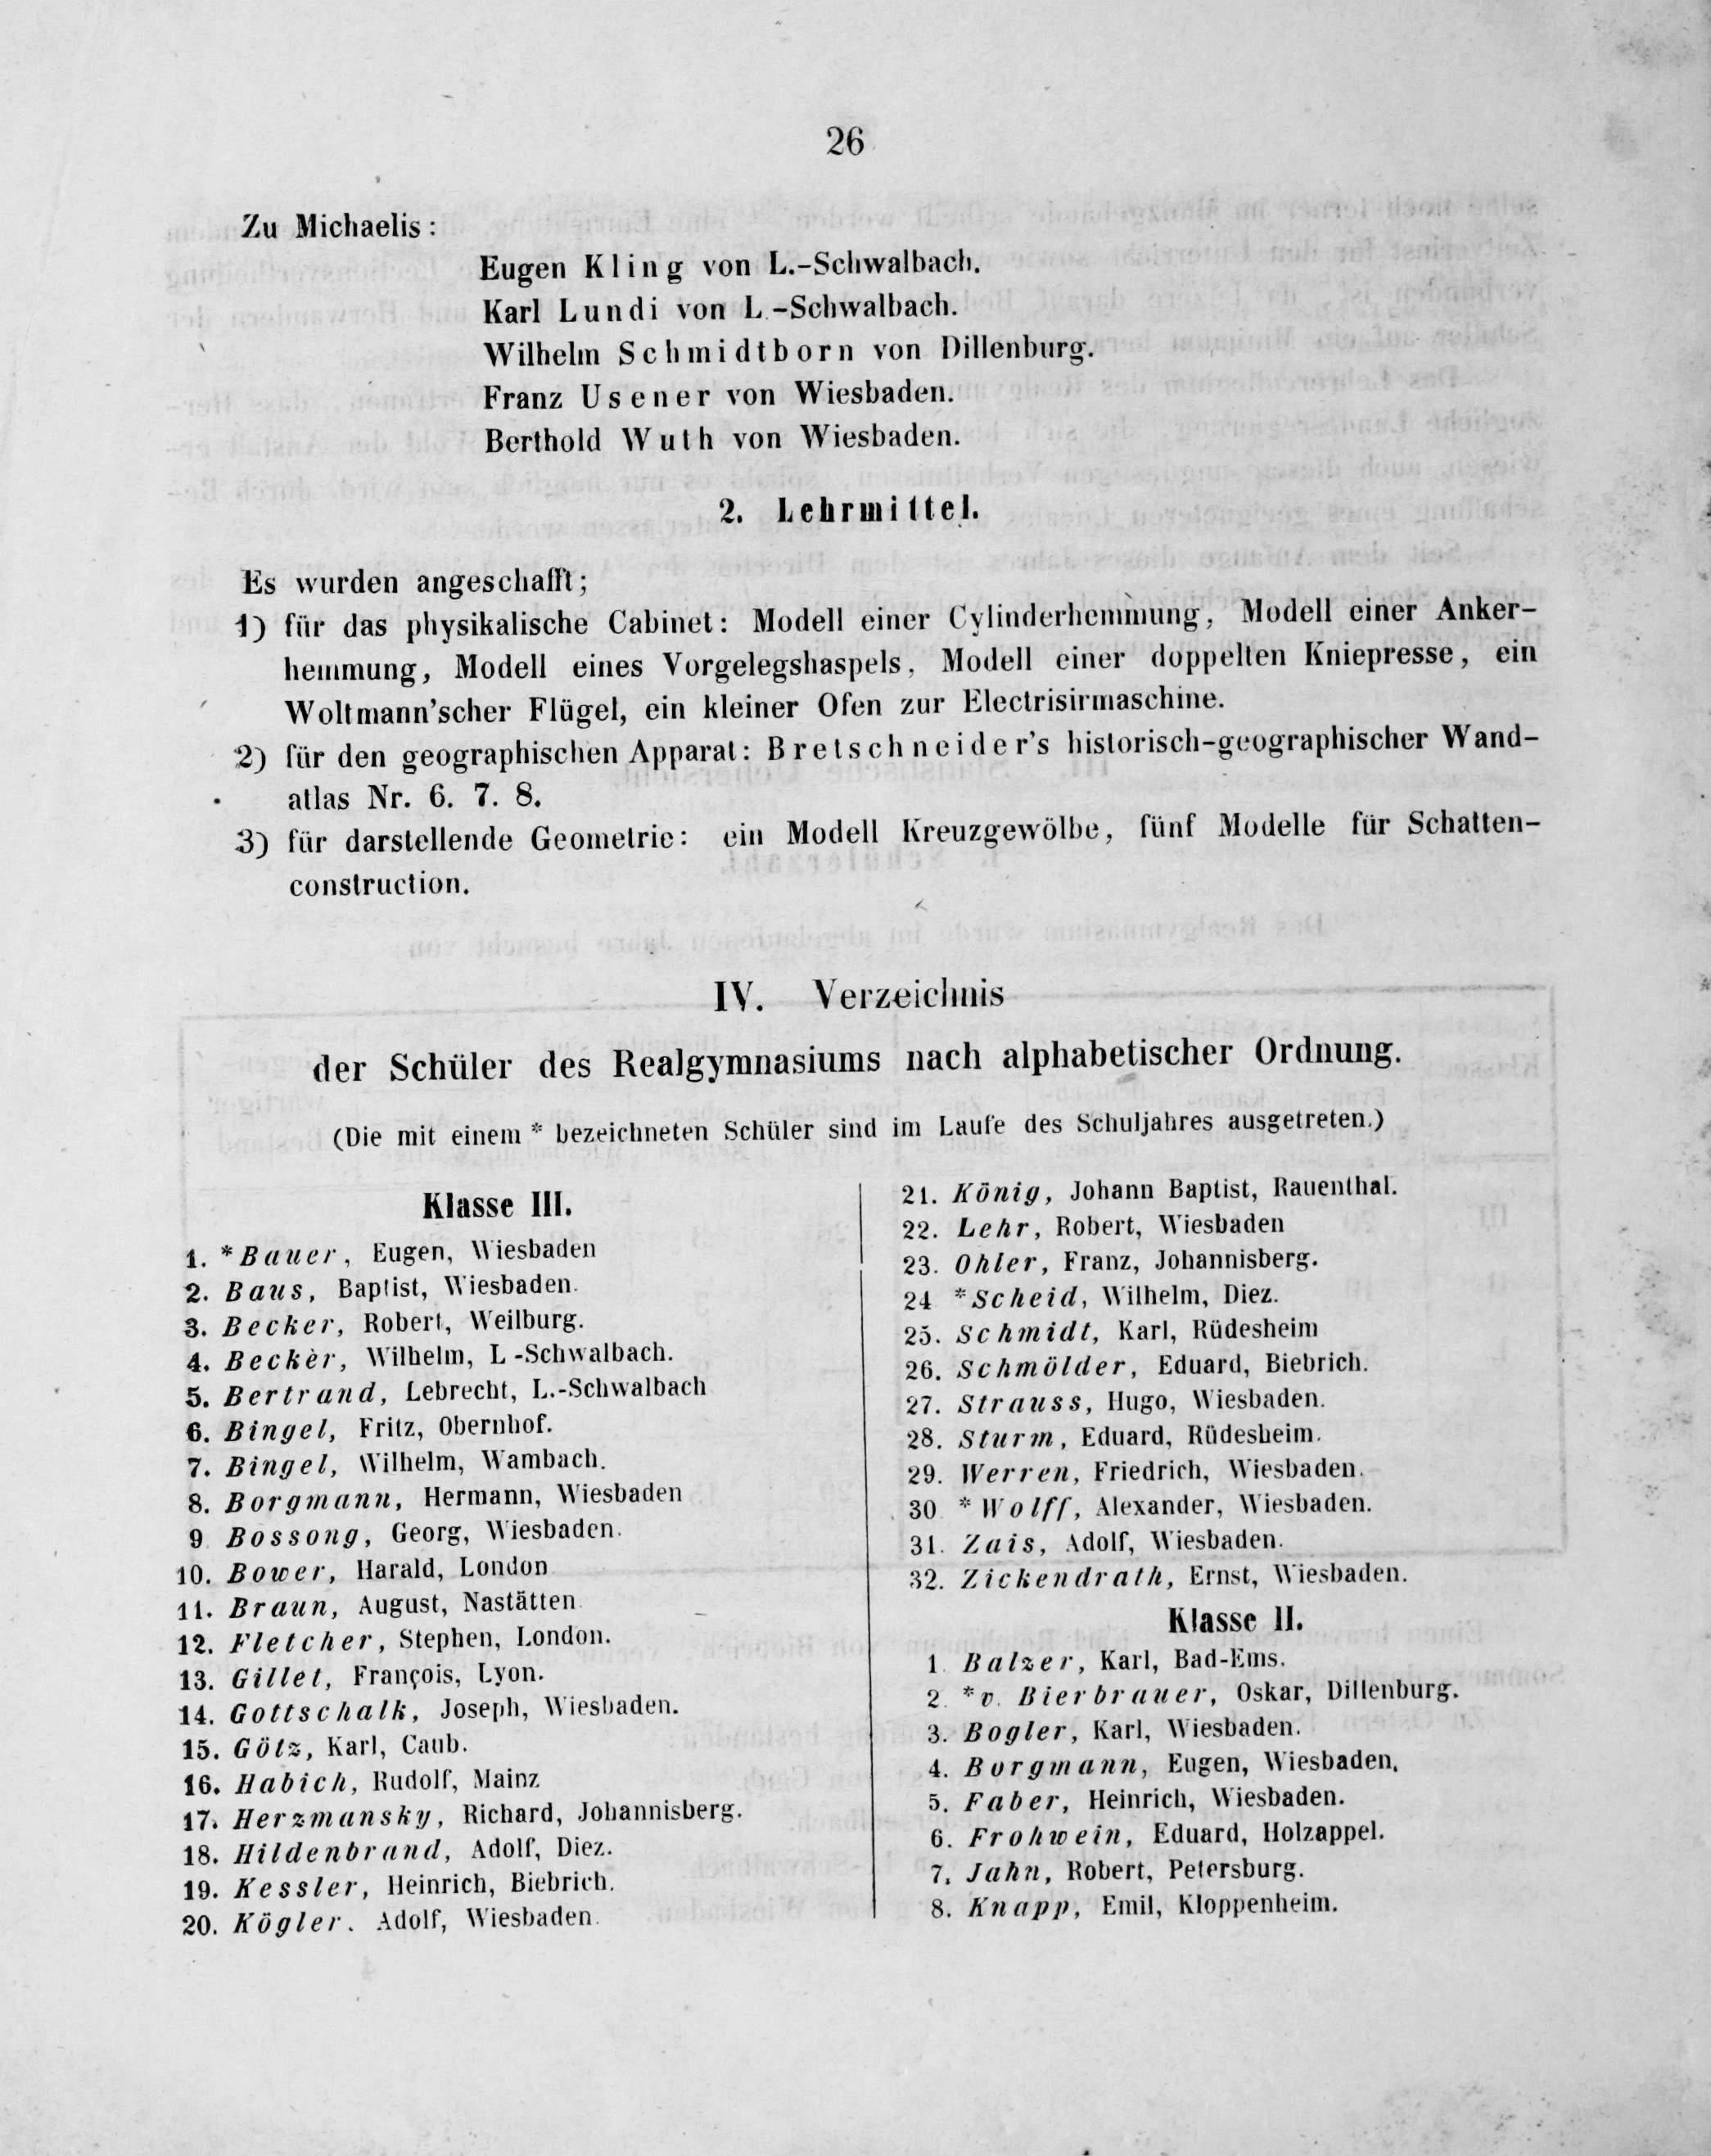 26
Zu Michaelis:
Eugen Kling von L.-Schwalbach.
Karl Lundi von L.-Schwalbach.
Wilhelm Schmidtborn von Dillenburg.
Franz Usener von Wiesbaden.
Berthold Wuth von Wiesbaden.
2. Lehrmittel.
Es wurden angeschafft;
1) für das physikalische Cabinet: Modell einer Cylinderhemmung, Modell einer Anker-
hemmung, Modell eines Vorgelegshaspels, Modell einer doppelten Kniepresse, ein
Woltmann'scher Flügel, ein kleiner Ofen zur Electrisirmaschine.
2) für den geographischen Apparat: Bretschneider's historisch-geographischer Wand-
atlas Nr. 6. 7. 8.
3) für darstellende Geometrie: ein Modell Kreuzgewölbe, fünf Modelle für Schatten-
construction.
IV. Verzeichnis
der Schüler des Realgymnasiums nach alphabetischer Ordnung.
(Die mit einem * bezeichneten Schüler sind im Laufe des Schuljahres ausgetreten.)
Klasse III.
1. *Bauer, Eugen, Wiesbaden
2. Baus, Baptist, Wiesbaden.
3. Becker, Robert, Weilburg.
4. Becker, Wilhelm, L-Schwalbach.
5. Bertrand, Lebrecht, L.-Schwalbach
6. Bingel, Fritz, Obernhof.
7. Bingel, Wilhelm, Wambach.
8. Borgmann, Hermann, Wiesbaden
9. Bossong, Georg, Wiesbaden.
10. Bower, Harald, London
11. Braun, August, Nastätten
12. Fletcher, Stephen, London.
13. Gillet, François, Lyon.
14. Gottschalk, Joseph, Wiesbaden.
15. Götz, Karl, Caub.
16. Habich, Rudolf, Mainz
17. Herzmansky, Richard, Johannisberg.
18. Hildenbrand, Adolf, Diez.
19. Kessler, Heinrich, Biebrich.
20. Kögler. Adolf, Wiesbaden.
21. König, Johann Baptist, Rauenthal.
22. Lehr, Robert, Wiesbaden
23. Ohler, Franz, Johannisberg.
24 *Scheid, Wilhelm, Diez.
25. Schmidt, Karl, Rüdesheim
26. Schmölder, Eduard, Biebrich.
27. Strauss, Hugo, Wiesbaden.
28. Sturm, Eduard, Rüdesheim.
29. Werren, Friedrich, Wiesbaden.
30 *Wolff, Alexander, Wiesbaden.
31. Zais, Adolf, Wiesbaden.
32. Zickendrath, Ernst, Wiesbaden.
Klasse II.
1. Balzer, Karl, Bad-Ems.
2. *v. Bierbrauer, Oskar, Dillenburg.
3. Bogler, Karl, Wiesbaden.
4. Borgmann, Eugen, Wiesbaden.
5. Faber, Heinrich, Wiesbaden.
6. Frohwein, Eduard, Holzappel.
7. Jahn, Robert, Petersburg.
8. Knapp, Emil, Kloppenheim.